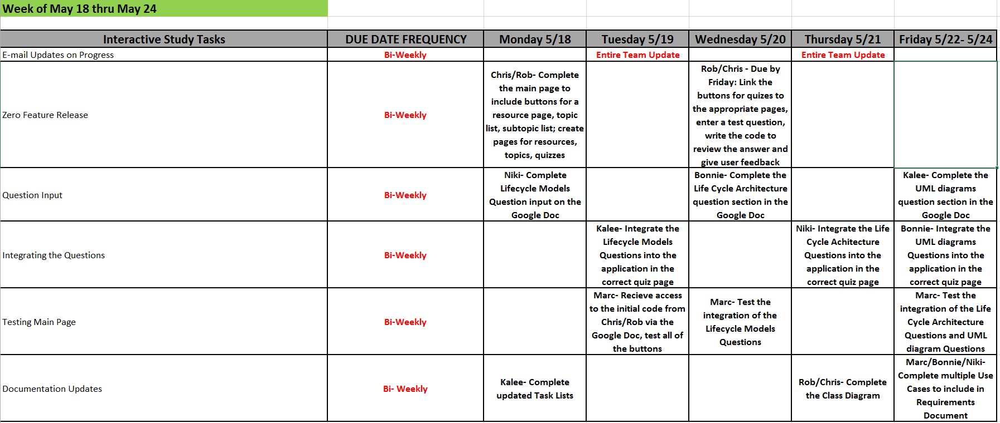 Week of May 18 thru May 24
Interactive Study Tasks DUE DATE FREQUENCY Monday 5/18 Tuesday 5/19 Wednesday 5/20 Thursday 5/21 Friday 5/22- 5/24
E-mail Updates on Progress Bi-Weekly Entire Team Update Entire Team Update
Zero Feature Release
Bi-Weekly
Chris/Rob- Complete
the main page to
include buttons for a
resource page, topic
list, subtopic list; create
pages for resources,
topics, quizzes
Rob/Chris - Due by
Friday: Link the
buttons for quizes to
the appropriate pages,
enter a test question,
write the code to
review the answer and
give user feedback
Question Input
Bi-Weekly
Niki- Complete
Lifecycle Models
Question input on the
Google Doc
Bonnie- Complete the
Life Cycle Architecture
question section in the
Google Doc
Kalee- Complete the
UML diagrams
question section in the
Google Doc
Integrating the Questions
Bi-Weekly
Kalee- Integrate the
Lifecycle Models
Questions into the
application in the
correct quiz page
Niki- Integrate the Life
Cycle Achitecture
Questions into the
application in the
correct quiz page
Bonnie- Integrate the
UML diagrams
Questions into the
application in the
correct quiz page
Testing Main Page
Bi-Weekly
Marc- Recieve access
to the initial code from
Chris/Rob via the
Google Doc, test all of
the buttons
Marc- Test the
integration of the
Lifecycle Models
Questions
Marc- Test the
integration of the Life
Cycle Architecture
Questions and UML
diagram Questions
Documentation Updates
Bi- Weekly
Kalee- Complete
updated Task Lists
Rob/Chris- Complete
the Class Diagram
Marc/Bonnie/Niki-
Complete multiple Use
Cases to include in
Requirements
Document